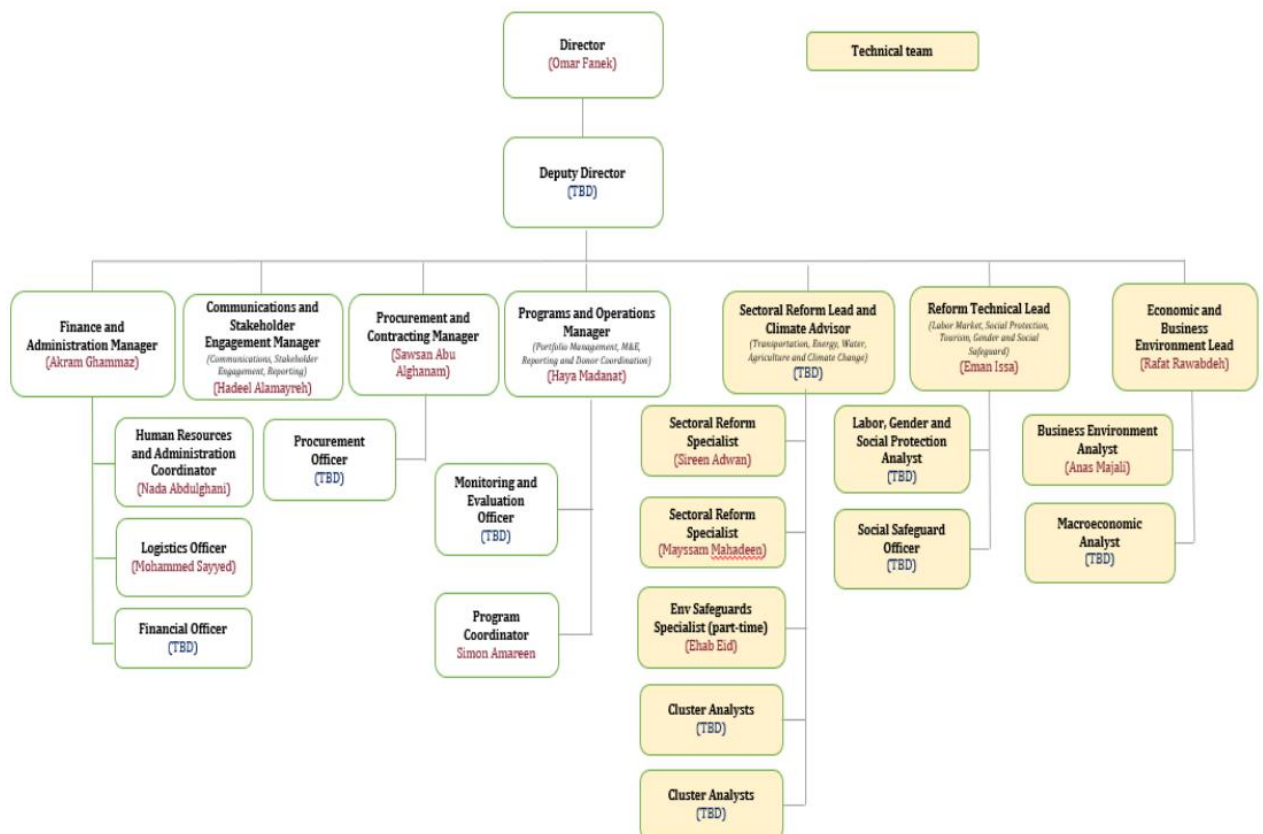 Director
(Omar Fanek)
Technical team
Deputy Director
(TBD)
Finance and
Administration Manager
(Akram Ghammaz)
Communications and
Stakeholder
Engagement Manager
(Communications, Stakeholder
Engagement, Reporting)
(Hadeel Alamayreh)
Procurement and
Contracting Manager
(Sawsan Abu
Alghanam)
Programs and Operations
Manager
(Portfolio Management, M&E,
Reporting and Donor Coordination)
(Haya Madanat)
Sectoral Reform Lead and
Climate Advisor
(Transportation, Energy, Water,
Agriculture and Climate Change)
(TBD)
Reform Technical Lead
(Labor Market, Social Protection,
Tourism, Gender and Social
Safeguard)
(Eman Issa)
Economic and
Business
Environment Lead
(Rafat Rawabdeh)
Human Resources
and Administration
Coordinator
(Nada Abdulghani)
Logistics Officer
(Mohammed Sayyed)
Financial Officer
(TBD)
Procurement
Officer
(TBD)
Monitoring and
Evaluation
Officer
(TBD)
Program
Coordinator
Simon Amareen
Sectoral Reform
Specialist
(Sireen Adwan)
Sectoral Reform
Specialist
(Mayssam Mahadeen)
Env Safeguards
Specialist (part-time)
(Ehab Eid)
Cluster Analysts
(TBD)
Cluster Analysts
(TBD)
Labor, Gender and
Social Protection
Analyst
(TBD)
Social Safeguard
Officer
(TBD)
Business Environment
Analyst
(Anas Majali)
Macroeconomic
Analyst
(TBD)